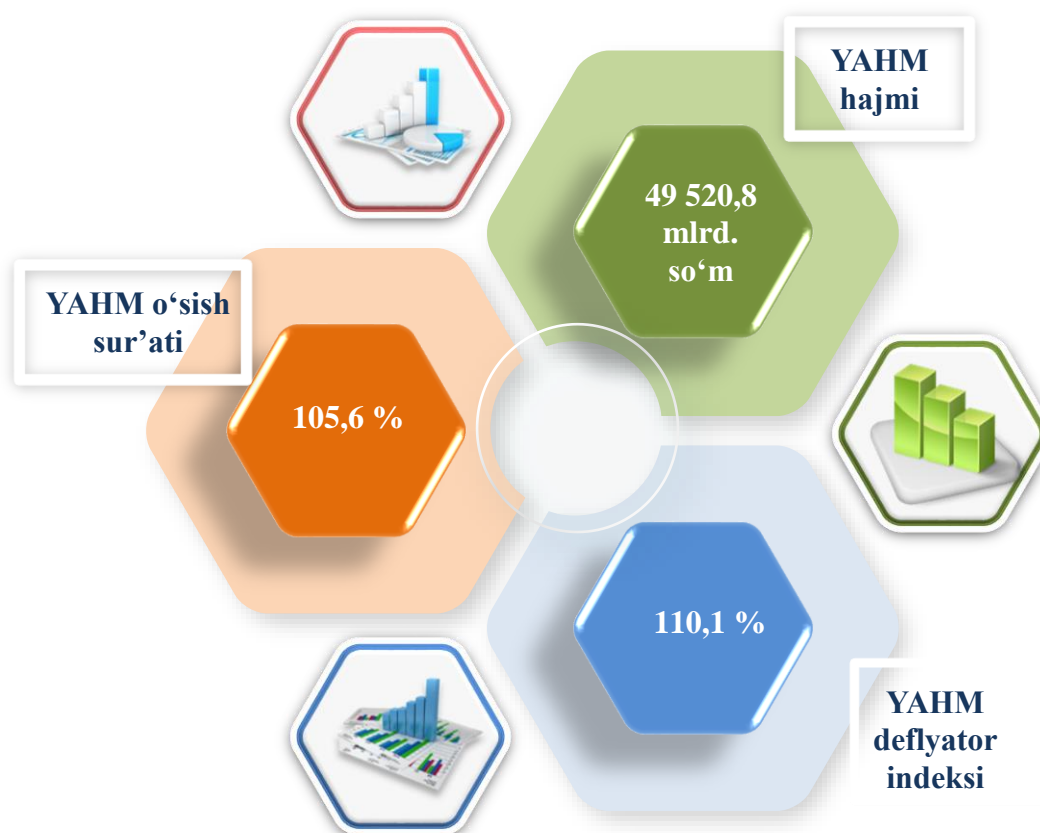 YAHM
hajmi
49 520,8
mlrd.
so‘m
YAHM o‘sish
sur’ati
105,6 %
110,1 %
YAHM
deflyator
indeksi